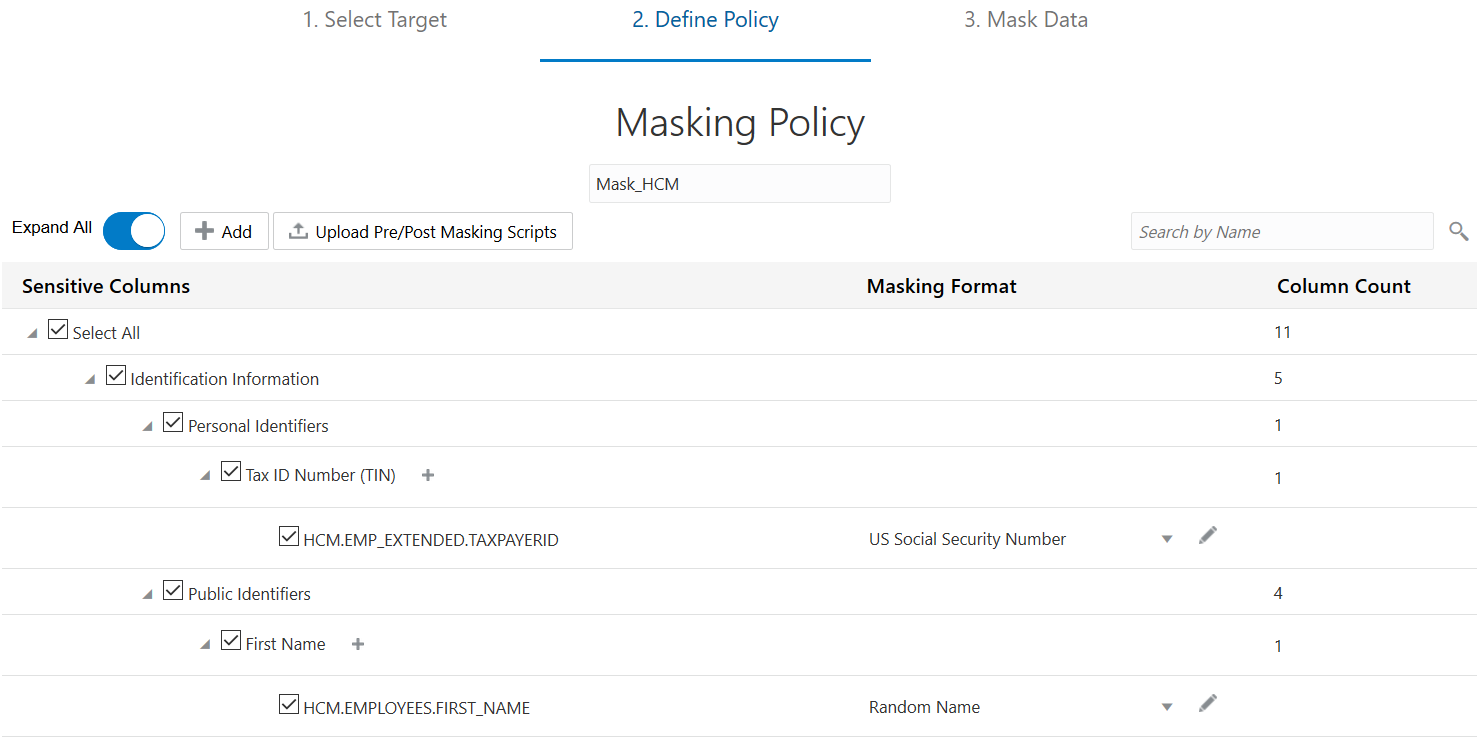 1. Select Target 2. Define Policy 3. Mask Data
Masking Policy
Mask_HCM
Expand All Add Upload Pre/Post Masking Scripts Search by Name
Sensitive Columns Masking Format Column Count
Select All 11
Identification Information 5
Personal Identifiers 1
Tax ID Number (TIN) 1
HCM.EMP_EXTENDED.TAXPAYERID US Social Security Number
Public Identifiers 4
First Name 1
HCM.EMPLOYEES.FIRST_NAME Random Name